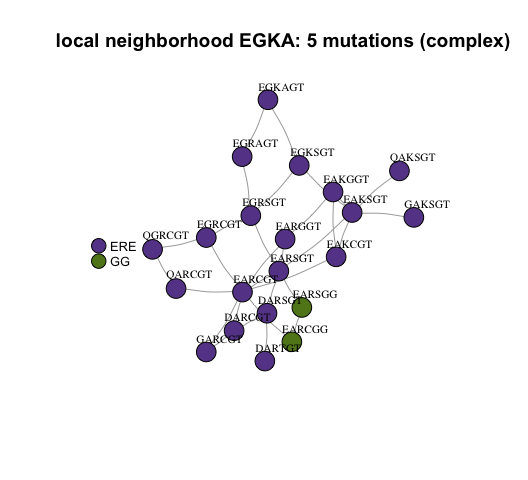 local neighborhood EGKA: 5 mutations (complex)
EGKAGT
EGRAGT
EGKSGT
QAKSGT
EAKGGT
EAKSGT
GAKSGT
EGRSGT
EGRCGT
QGRCGT
EARGGT
EAKCGT
ERE
GG
EARSGT
QARCGT
EARCGT
DARSGT
EARSGG
DARCGT
EARCGG
GARCGT
DARTGT